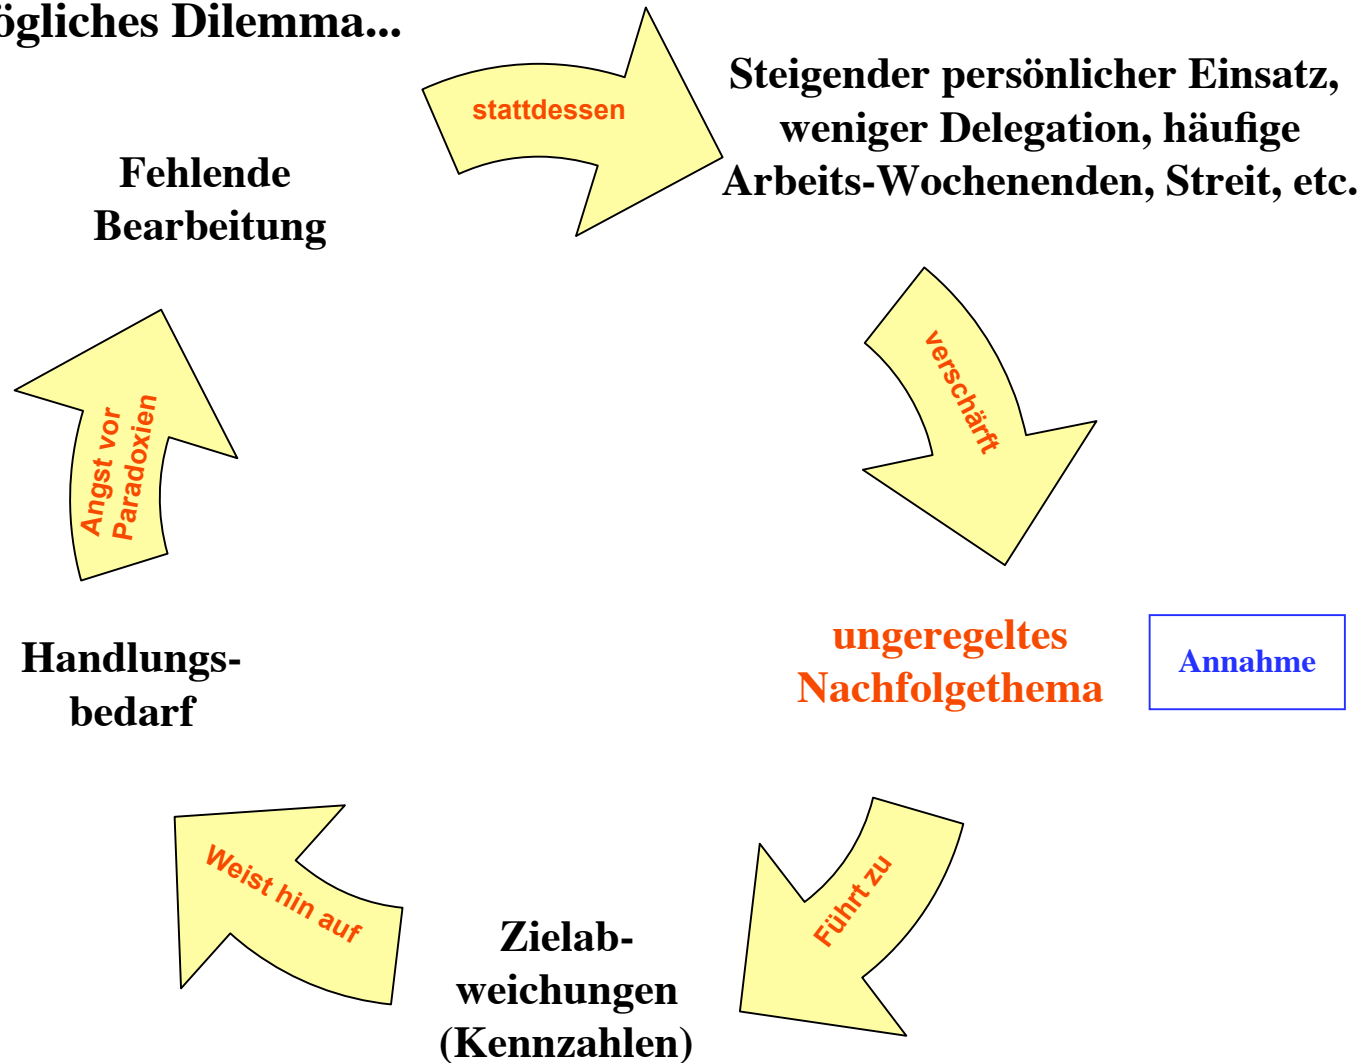 ögliches Dilemma...
stattdessen
Steigender persönlicher Einsatz,
weniger Delegation, häufige
Arbeits-Wochenenden, Streit, etc.
Fehlende
Bearbeitung
verschärft
Angst vor
Paradoxien
ungeregeltes
Nachfolgethema
Annahme
Handlungs-
bedarf
Führt zu
Weist hin auf
Zielab-
weichungen
(Kennzahlen)